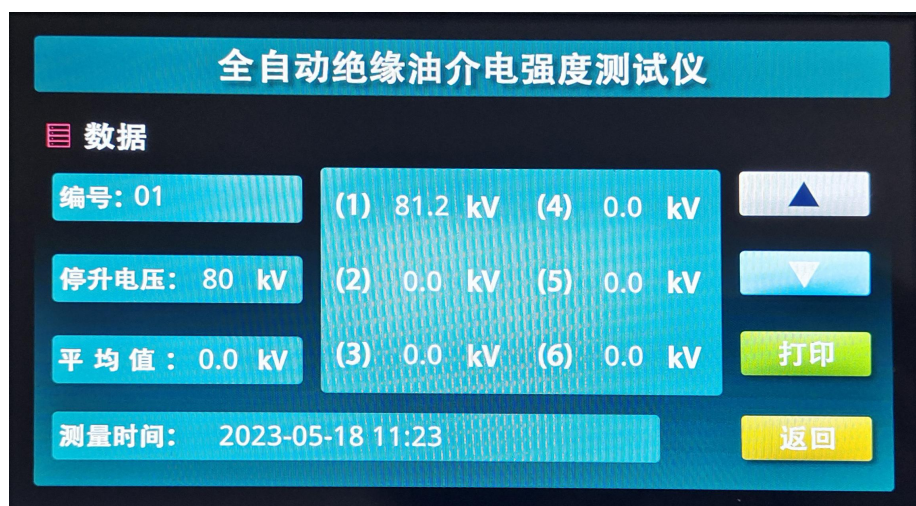 全自动绝缘油介电强度测试仪
数据
编号：01
(1) 81.2 kV (4) 0.0 kV
停升电压： 80 kV
(2) 0.0 kV (5) 0.0 kV
平均值： 0.0 kV
(3) 0.0 kV (6) 0.0 kV
打印
测量时间： 2023-05-18 11:23
返回